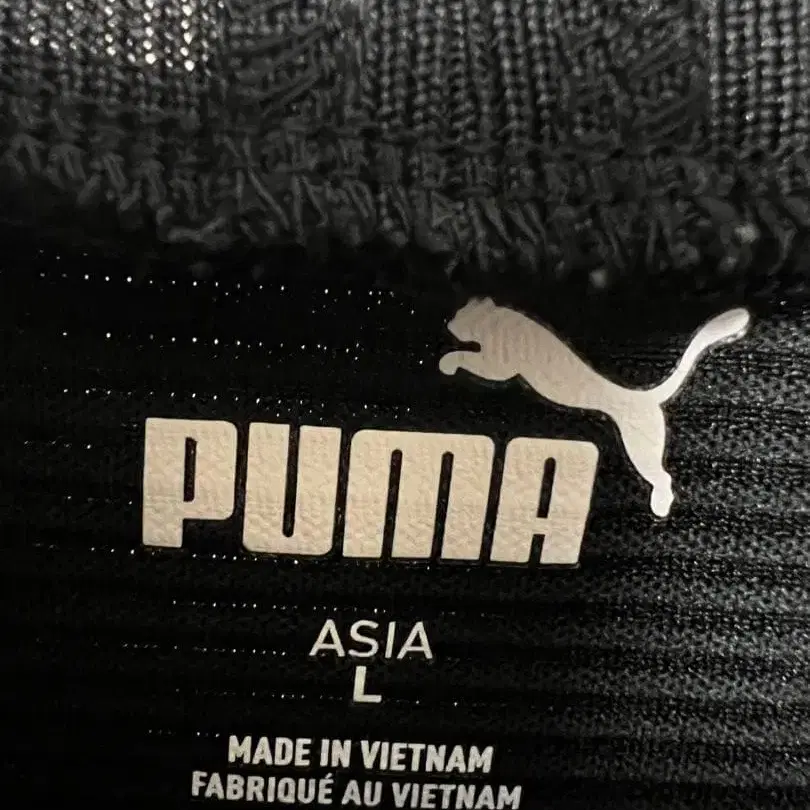 PUMA
ASIA
L
MADE IN VIETNAM
FABRIQUÉ AU VIETNAM